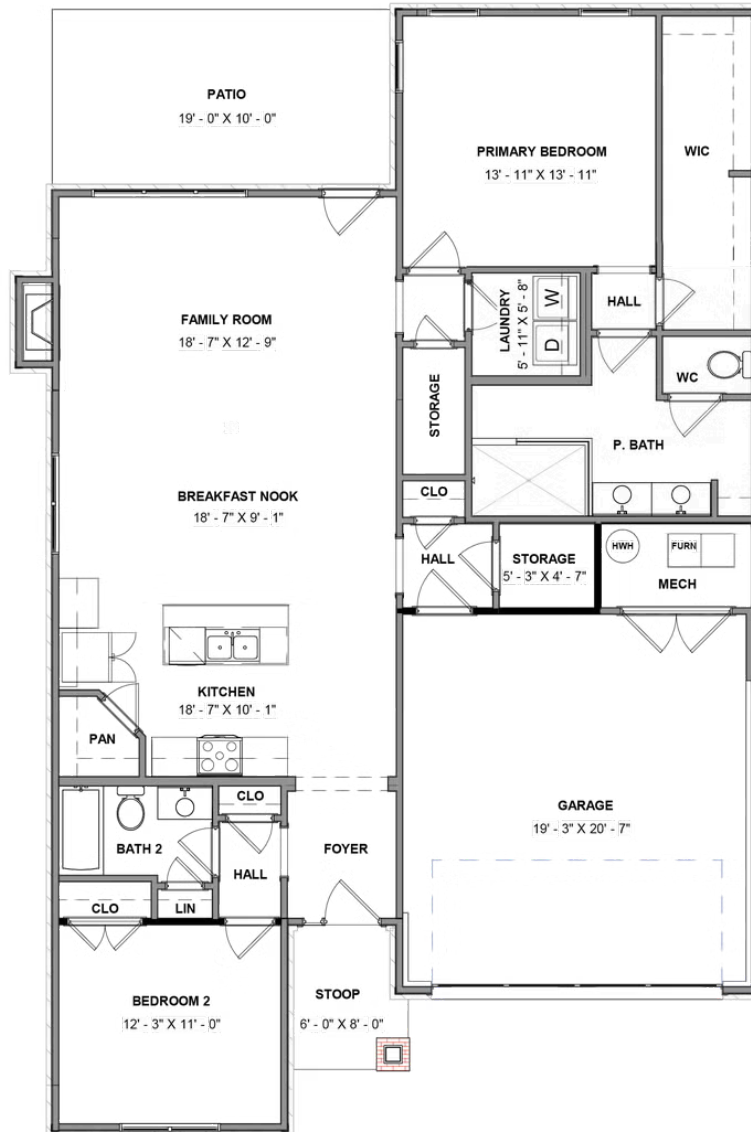 PATIO
19' - 0" X 10' - 0"
PRIMARY BEDROOM
13' - 11" X 13' - 11"
WIC
FAMILY ROOM
18' - 7" X 12' - 9"
LAUNDRY
5' - 11" X 5' - 8"
W
D
HALL
WC
STORAGE
P. BATH
BREAKFAST NOOK
18' - 7" X 9' - 1"
CLO
HALL
STORAGE
5' - 3" X 4' - 7"
HWH
FURN
MECH
KITCHEN
18' - 7" X 10' - 1"
PAN
GARAGE
19' - 3" X 20' - 7"
CLO
BATH 2
HALL
FOYER
CLO
LIN
BEDROOM 2
12' - 3" X 11' - 0"
STOOP
6' - 0" X 8' - 0"